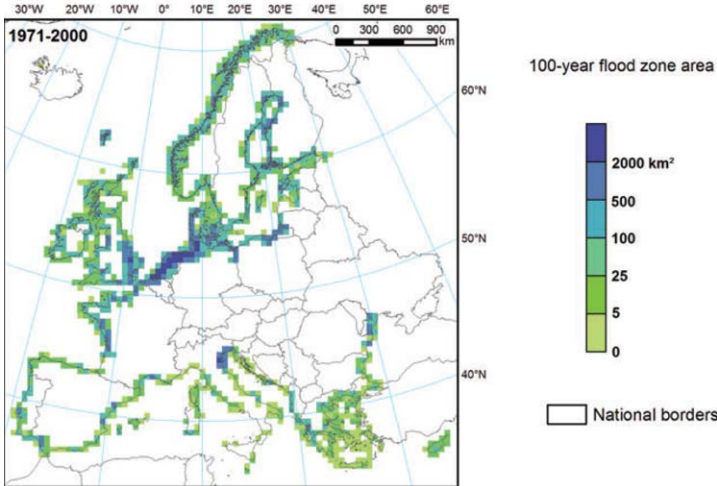 30°W 20°W 10°W 0° 10°E 20°E 30°E 40°E 50°E 60°E
1971-2000
0 300 600 900
km
100-year flood zone area
60°N
2000 km²
500
50°N
100
25
5
40°N
0
National borders